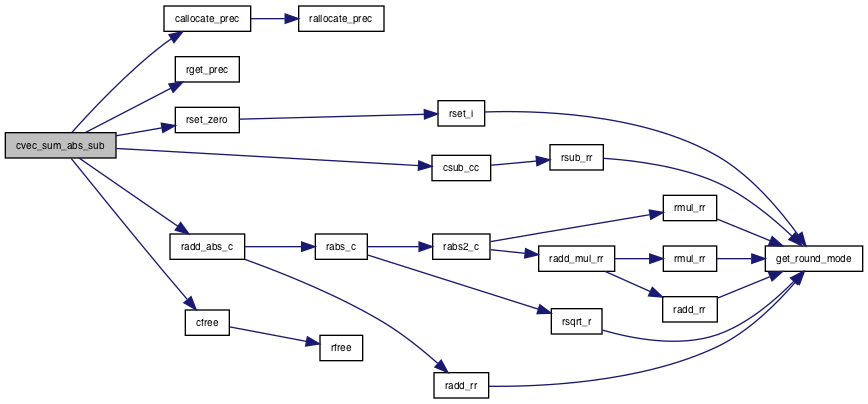 callocate_prec
rallocate_prec
rget_prec
rset_zero
rset_i
cvec_sum_abs_sub
csub_cc
rsub_rr
rmul_rr
radd_abs_c
rabs_c
rabs2_c
radd_mul_rr
rmul_rr
get_round_mode
radd_rr
cfree
rsqrt_r
rfree
radd_rr